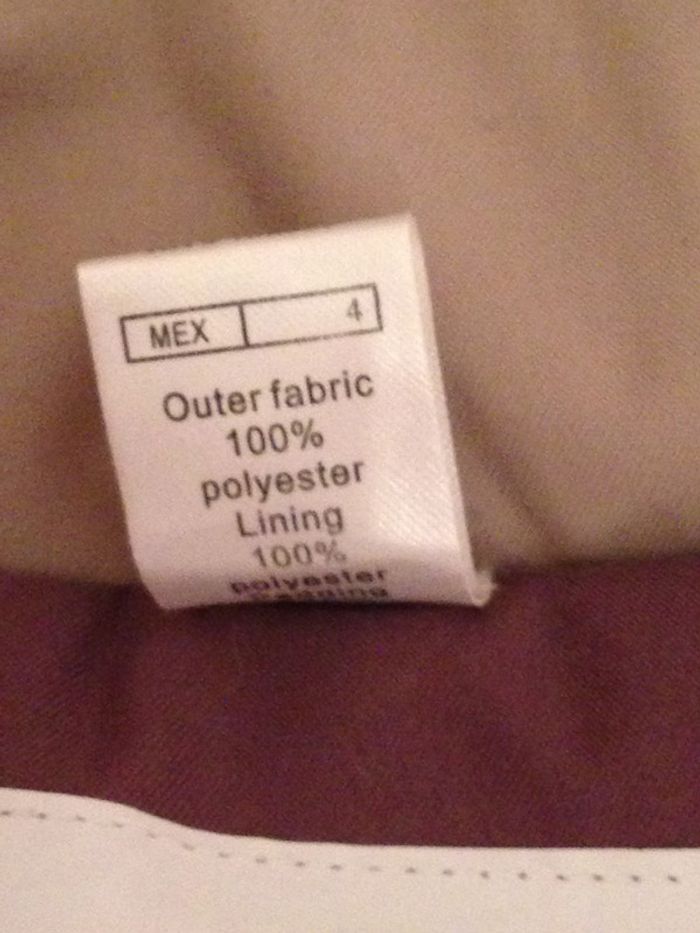 MEX 4
Outer fabric
100%
polyester
Lining
100%
polyester